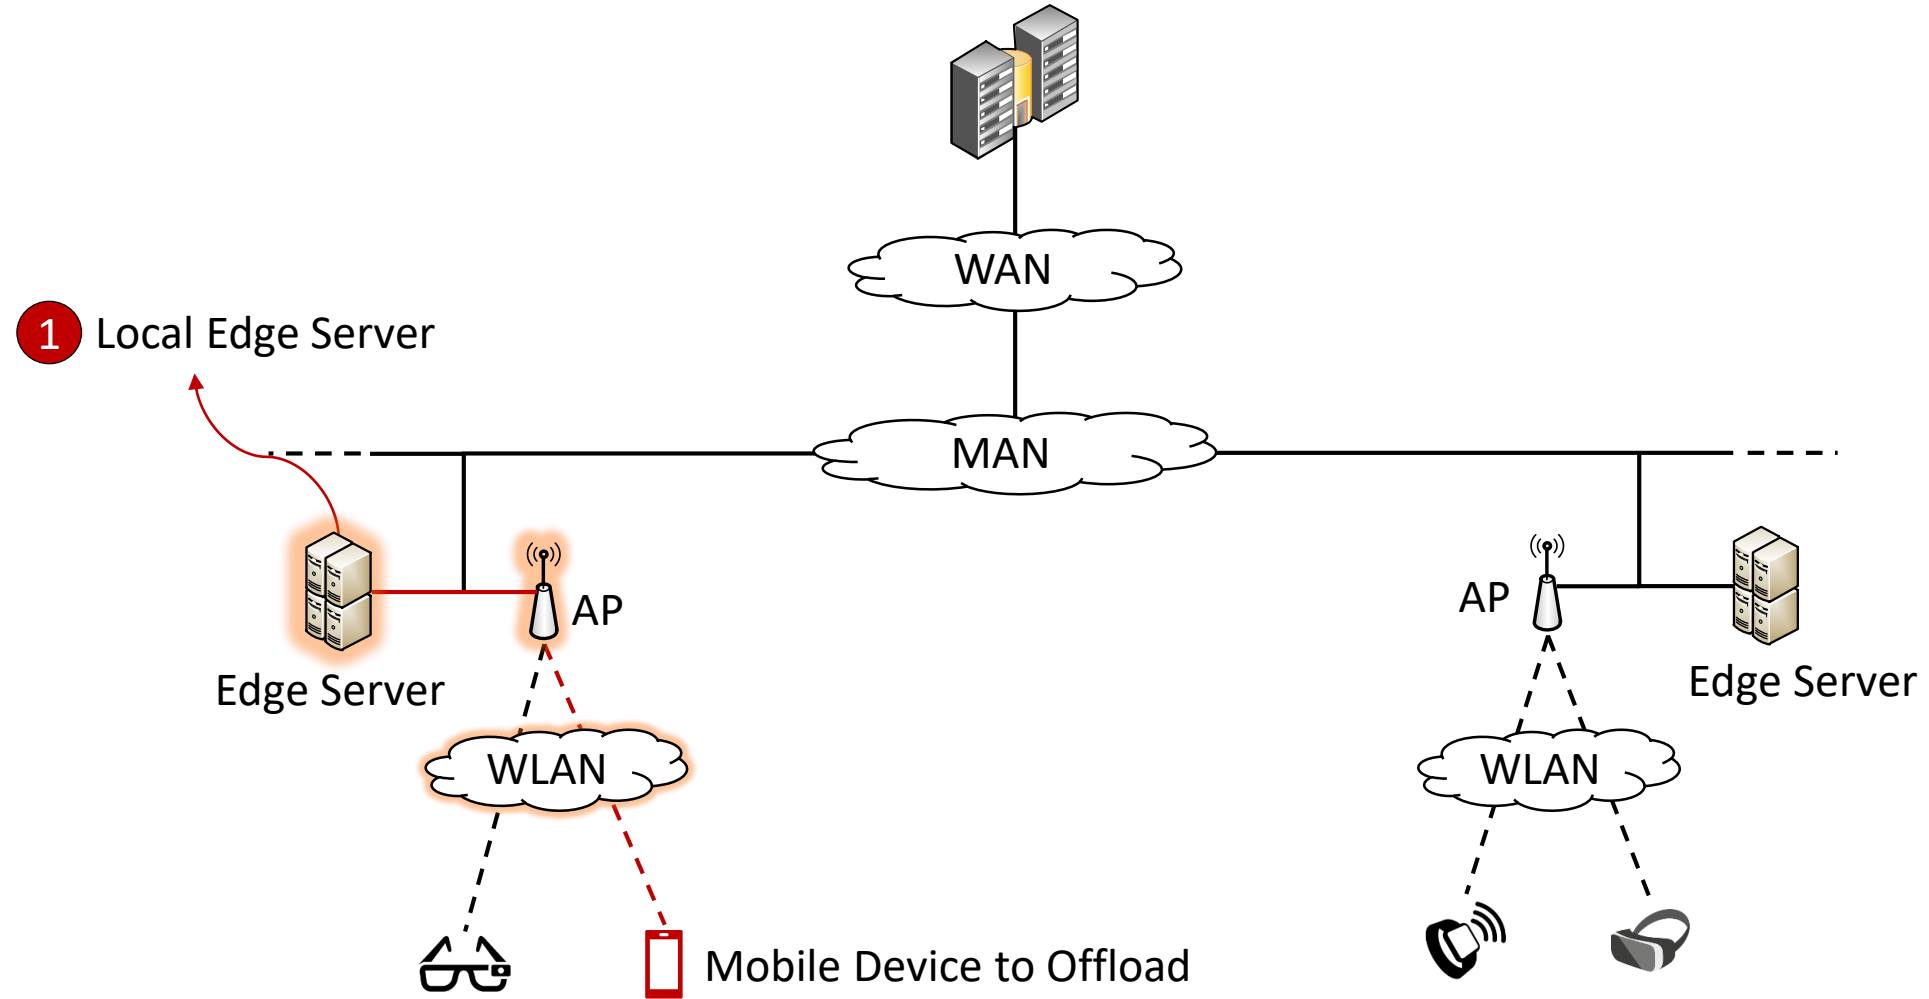 WAN
1 Local Edge Server
MAN
AP
AP
Edge Server
Edge Server
WLAN
WLAN
Mobile Device to Offload